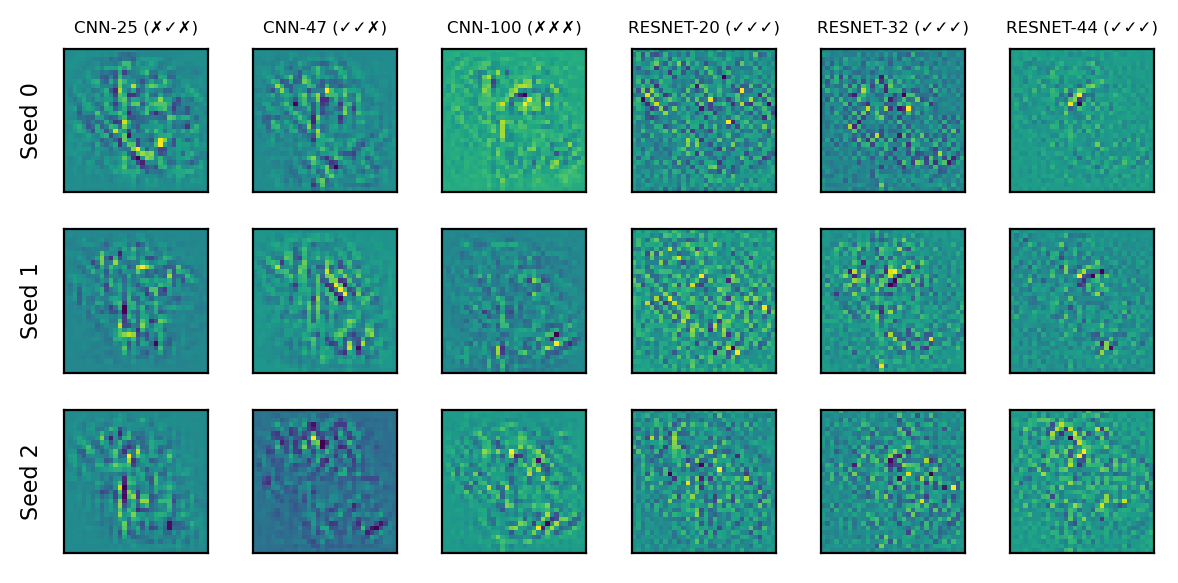 CNN-25 (✗✓✗) CNN-47 (✓✓✗) CNN-100 (✗✗✗) RESNET-20 (✓✓✓) RESNET-32 (✓✓✓) RESNET-44 (✓✓✓)
Seed 0
Seed 1
Seed 2